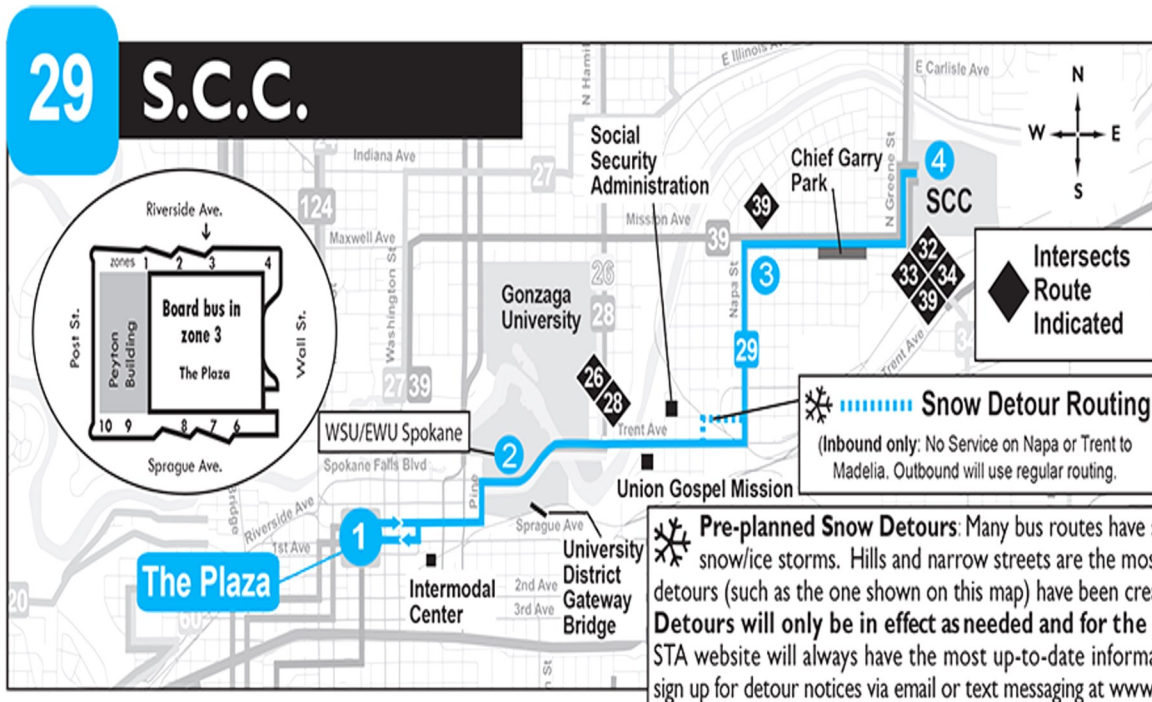 29
S.C.C.
E Illinois Av
E Carlisle Ave
N Hamil
N
W E
S
Social
Security
Administration
Chief Garry
Park
N Greene St
4
SCC
Indiana Ave
27
124
Mission Ave
39
Maxwell Ave
39
Washington St
3
32
33 34
39
Intersects
Route
Indicated
Riverside Ave.
zones 1 2 3 4
Post St.
Peyton
Building
Board bus in
zone 3
The Plaza
Wall St.
10 9 8 7 6
Sprague Ave.
Gonzaga
University
26
28
Napa St
29
Trent Ave
27 39
26
28
Snow Detour Routing
(Inbound only: No Service on Napa or Trent to
Madelia. Outbound will use regular routing.
WSU/EWU Spokane
2
Trent Ave
Spokane Falls Blvd
Pine
Union Gospel Mission
Bridge
Riverside Ave
1
1st Ave
Sprague Ave
The Plaza
Intermodal
Center
University
District
Gateway
Bridge
2nd Ave
3rd Ave
20
St
Pre-planned Snow Detours: Many bus routes have
snow/ice storms. Hills and narrow streets are the mos
detours (such as the one shown on this map) have been cre
Detours will only be in effect as needed and for the
STA website will always have the most up-to-date informa
sign up for detour notices via email or text messaging at www